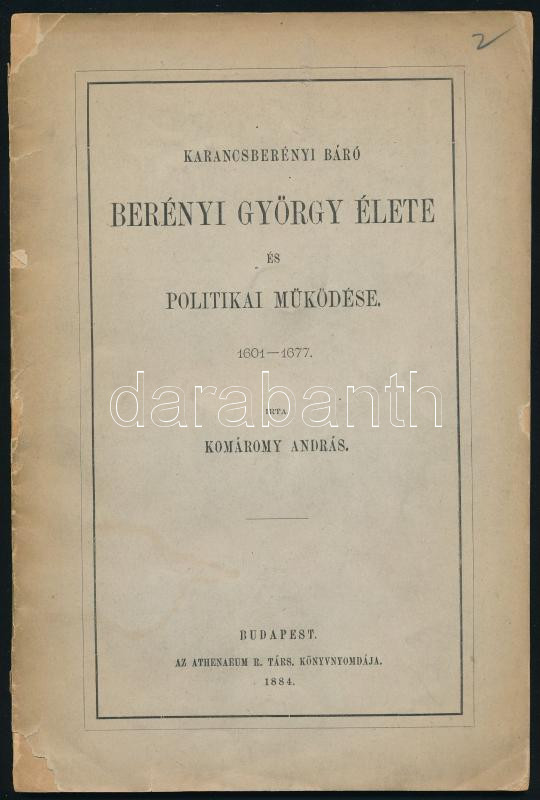 2
KARANCSBERÉNYI BÁRÓ
BERÉNYI GYÖRGY ÉLETE
ÉS
POLITIKAI MŰKÖDÉSE.
1601—1677.
darabanth
IRTA
KOMÁROMY ANDRÁS.
BUDAPEST.
AZ ATHENAEUM R. TÁRS. KÖNYVNYOMDÁJA.
1884.